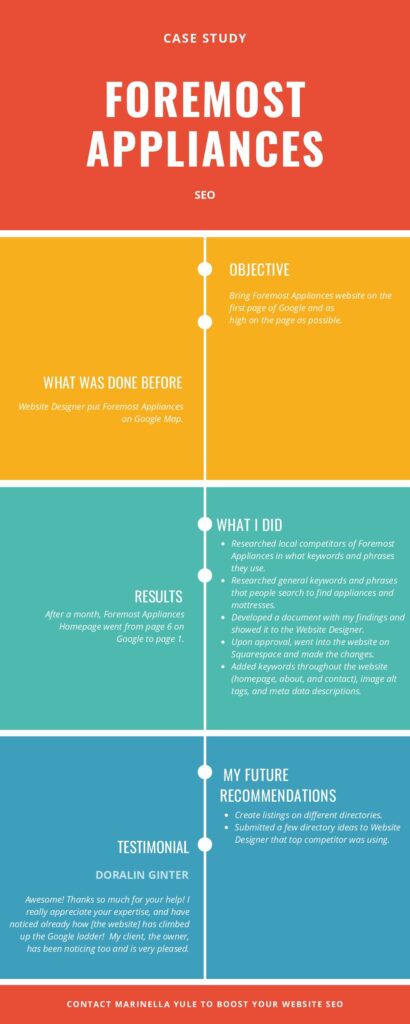 CASE STUDY
FOREMOST
APPLIANCES
SEO
OBJECTIVE
Bring Foremost Appliances website on the
first page of Google and as
high on the page as possible.
WHAT WAS DONE BEFORE
Website Designer put Foremost Appliances
on Google Map.
WHAT I DID
• Researched local competitors of Foremost
Appliances in what keywords and phrases
they use.
• Researched general keywords and phrases
that people search to find appliances and
mattresses.
• Developed a document with my findings and
showed it to the Website Designer.
• Upon approval, went into the website on
Squarespace and made the changes.
• Added keywords throughout the website
(homepage, about, and contact), image alt
tags, and meta data descriptions.
RESULTS
After a month, Foremost Appliances
Homepage went from page 6 on
Google to page 1.
MY FUTURE
RECOMMENDATIONS
• Create listings on different directories.
• Submitted a few directory ideas to Website
Designer that top competitor was using.
TESTIMONIAL
DORALIN GINTER
Awesome! Thanks so much for your help! I
really appreciate your expertise, and have
noticed already how [the website] has climbed
up the Google ladder! My client, the owner,
has been noticing too and is very pleased.
CONTACT MARINELLA YULE TO BOOST YOUR WEBSITE SEO